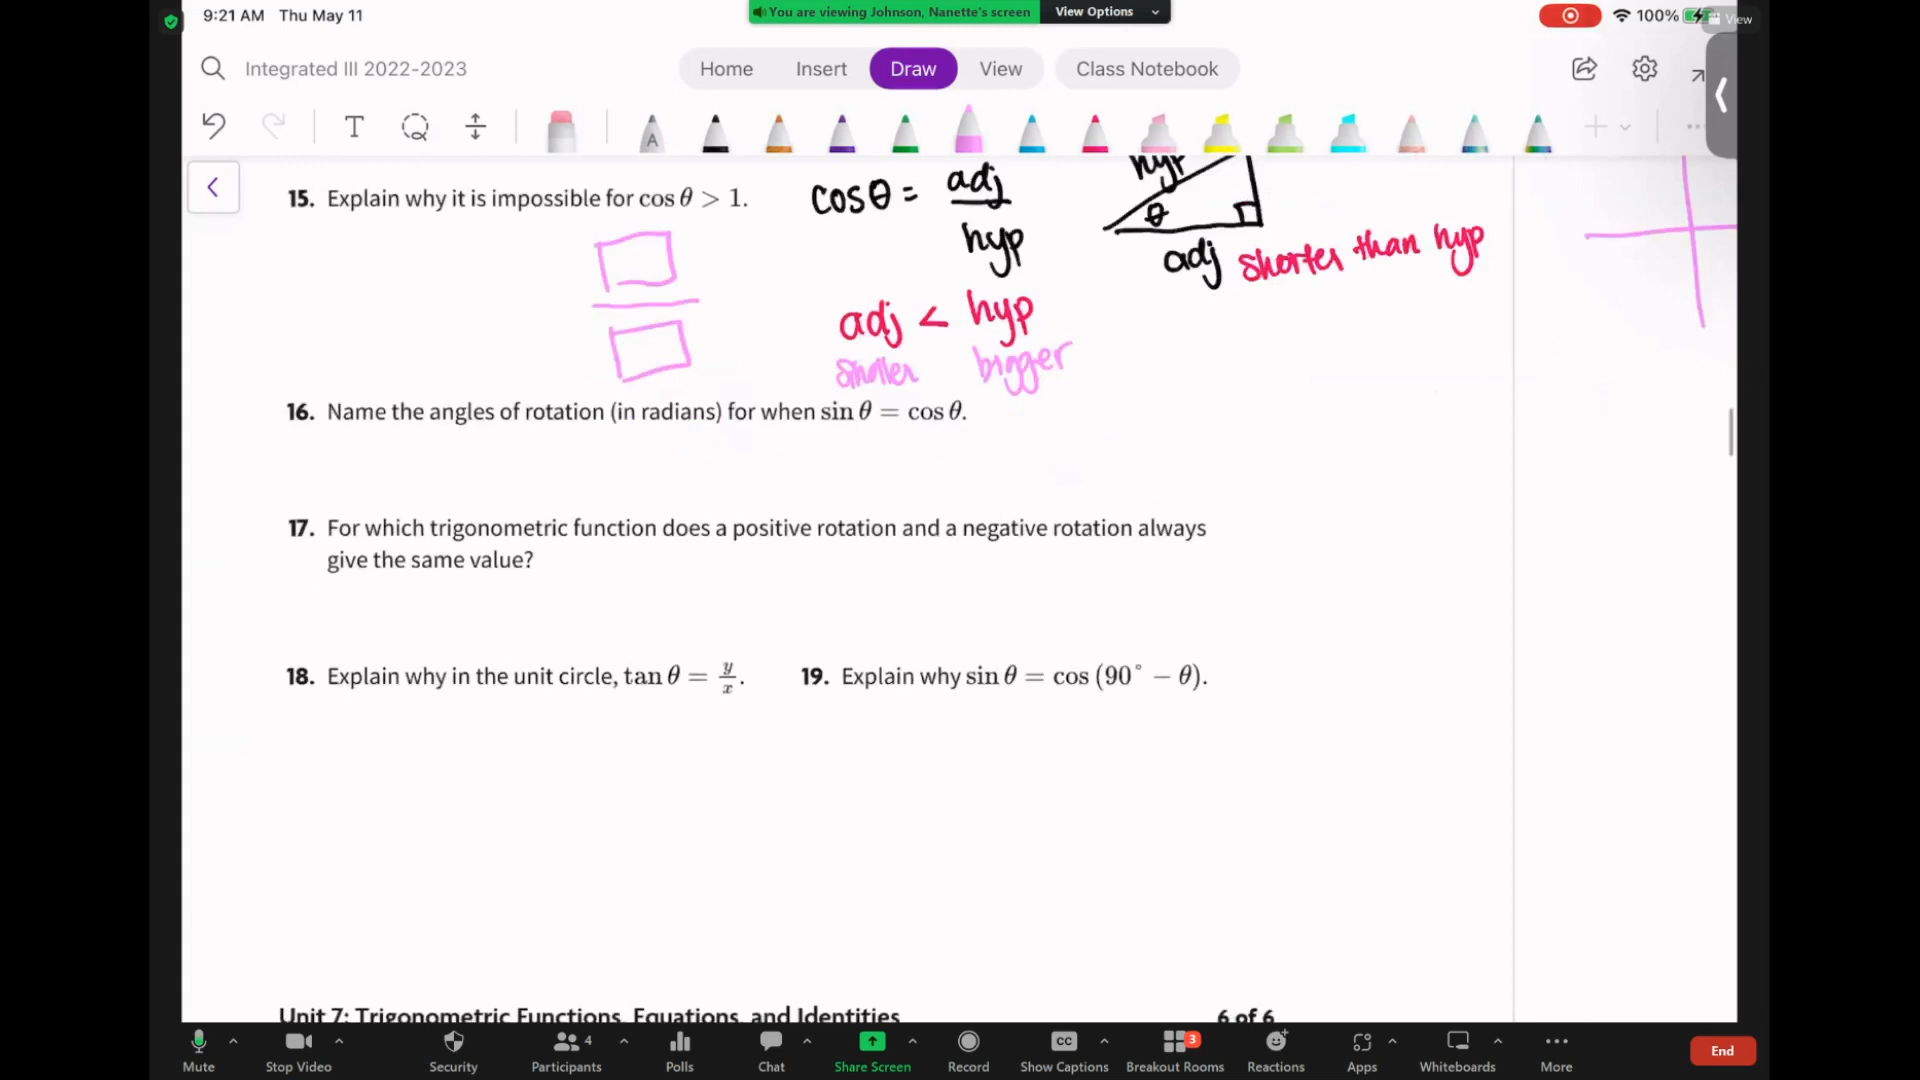 9:21 AM Thu May 11
You are viewing Johnson, Nanette's screen
View Options
100%
View
Integrated III 2022-2023
Home
Insert
Draw
View
Class Notebook
A
15. Explain why it is impossible for cos θ > 1.
cos θ = adj
hyp
hyp
θ
adj shorter than hyp
adj < hyp
smaller bigger
16. Name the angles of rotation (in radians) for when sin θ = cos θ.
17. For which trigonometric function does a positive rotation and a negative rotation always
give the same value?
18. Explain why in the unit circle, tan θ = y/x.
19. Explain why sin θ = cos (90° − θ).
Unit 7: Trigonometric Functions, Equations, and Identities
6 of 6
4
CC
3
Mute
Stop Video
Security
Participants
Polls
Chat
Share Screen
Record
Show Captions
Breakout Rooms
Reactions
Apps
Whiteboards
More
End